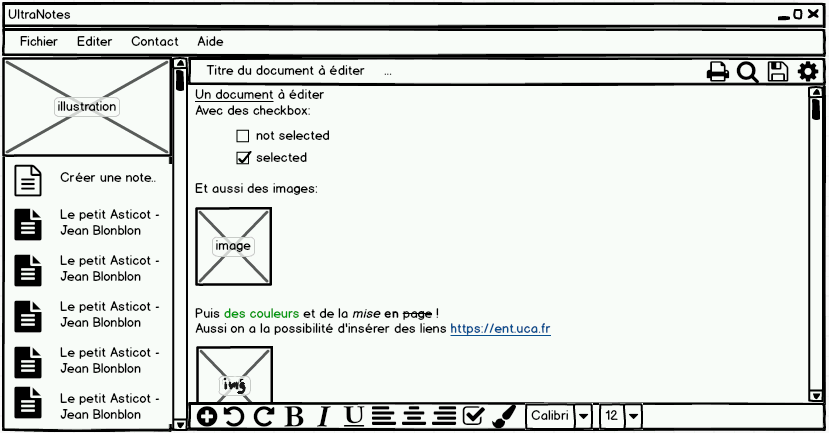 UltraNotes
Fichier Editer Contact Aide
illustration
Créer une note..
Le petit Asticot -
Jean Blonblon
Le petit Asticot -
Jean Blonblon
Le petit Asticot -
Jean Blonblon
Le petit Asticot -
Jean Blonblon
Le petit Asticot -
Jean Blonblon
Titre du document à éditer ...
Un document à éditer
Avec des checkbox:
not selected
selected
Et aussi des images:
image
Puis des couleurs et de la mise en page !
Aussi on a la possibilité d'insérer des liens https://ent.uca.fr
img
B I U Calibri 12